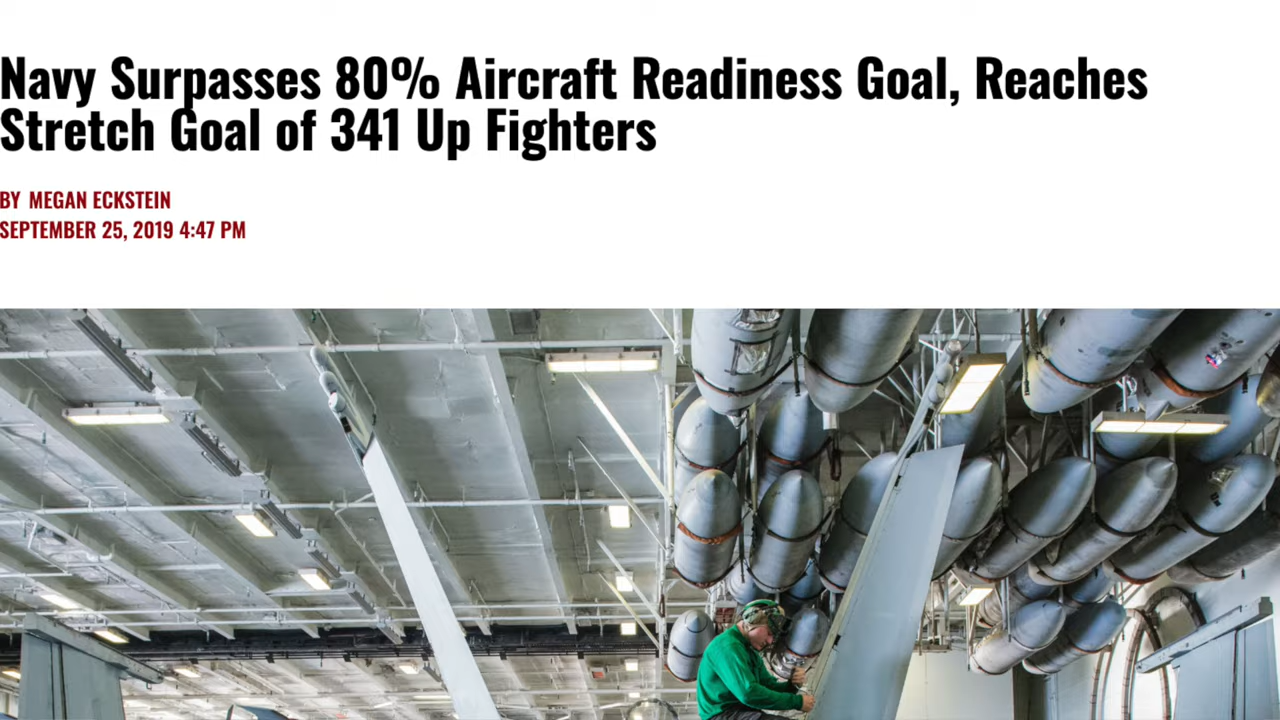 Navy Surpasses 80% Aircraft Readiness Goal, Reaches
Stretch Goal of 341 Up Fighters
BY MEGAN ECKSTEIN
SEPTEMBER 25, 2019 4:47 PM